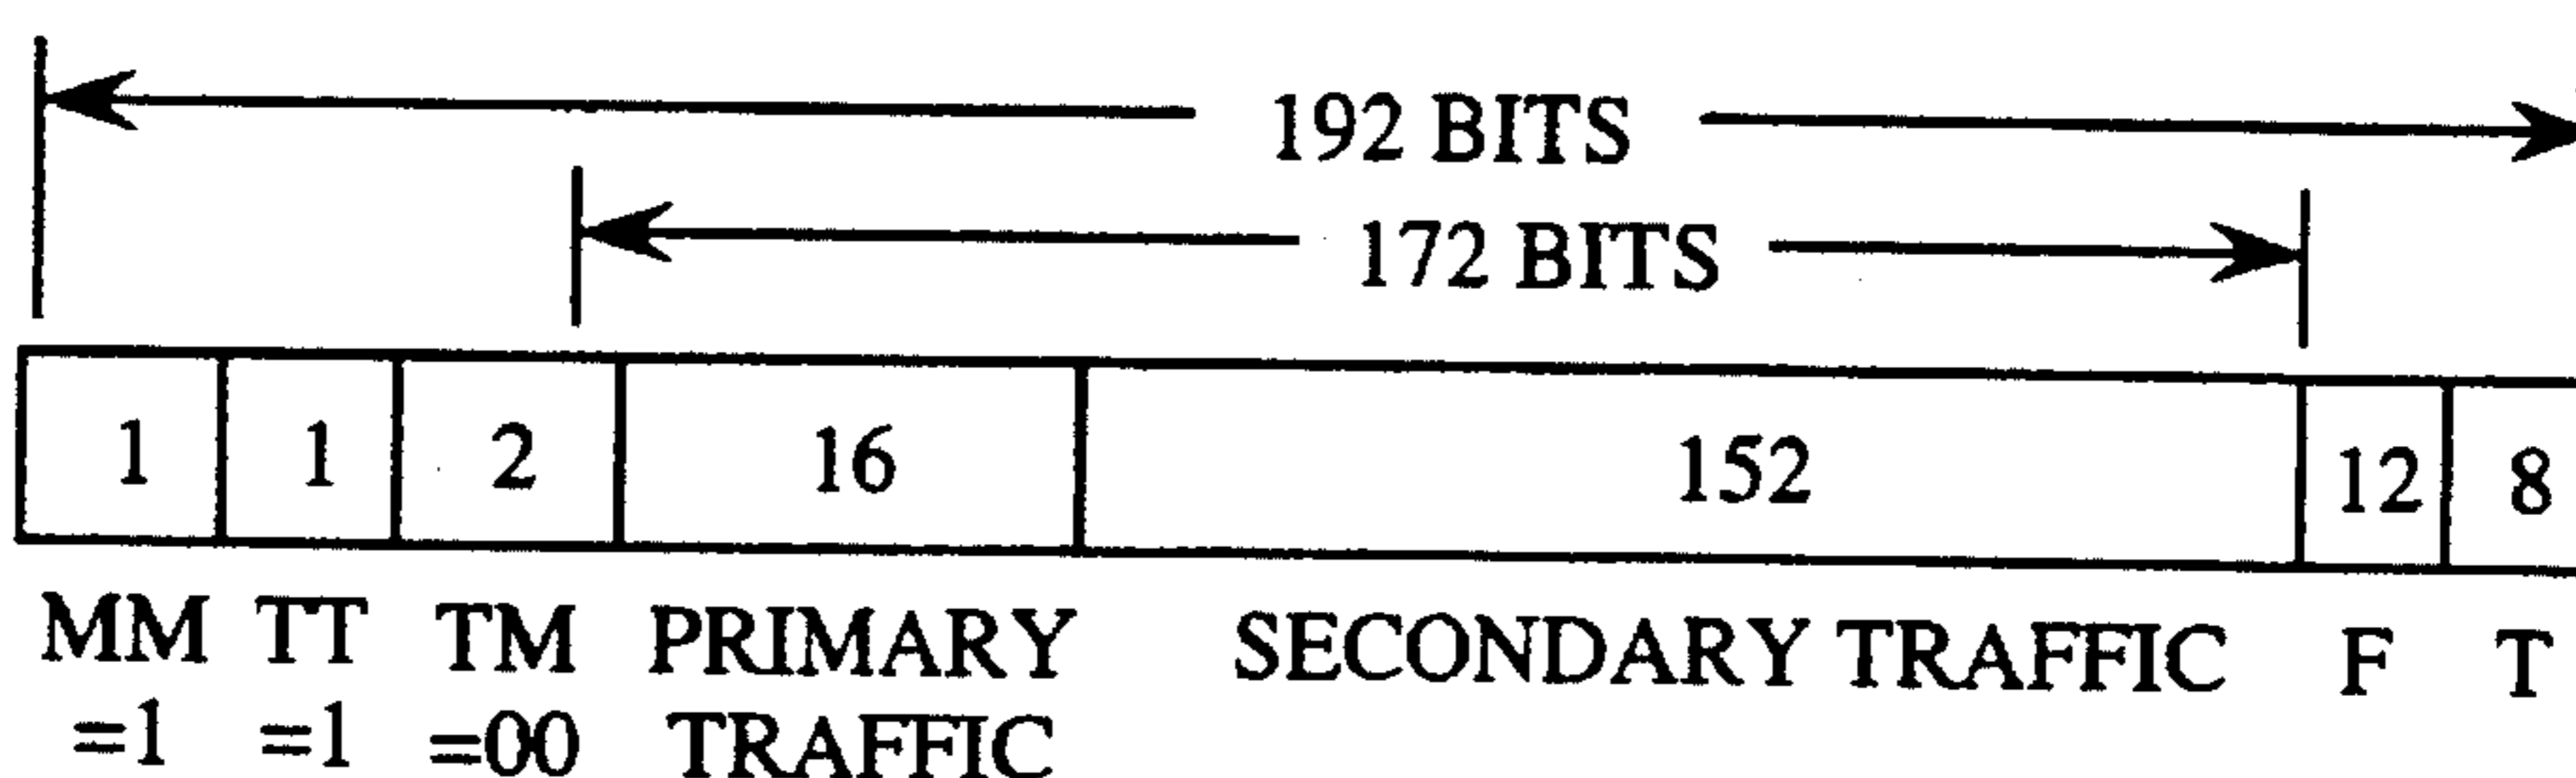 192 BITS
172 BITS
1 1 2 16 152 12 8
MM TT TM PRIMARY SECONDARY TRAFFIC F T
=1 =1 =00 TRAFFIC